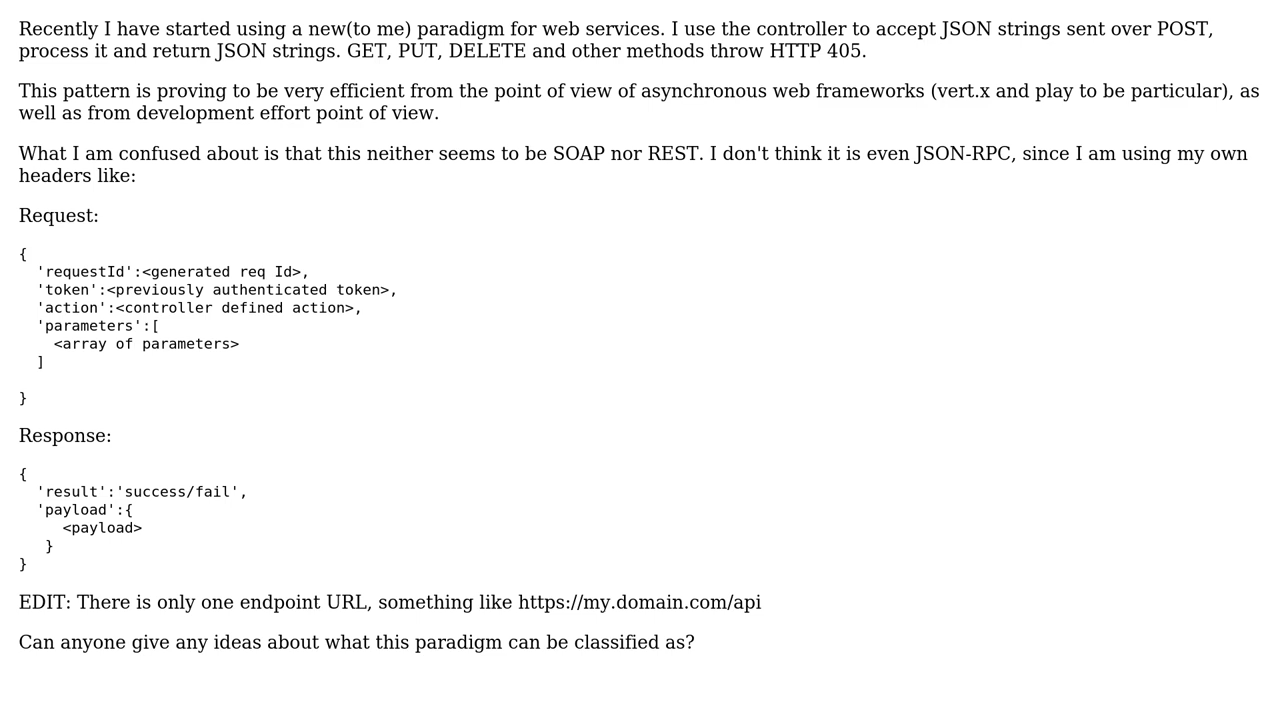 Recently I have started using a new(to me) paradigm for web services. I use the controller to accept JSON strings sent over POST,
process it and return JSON strings. GET, PUT, DELETE and other methods throw HTTP 405.
This pattern is proving to be very efficient from the point of view of asynchronous web frameworks (vert.x and play to be particular), as
well as from development effort point of view.
What I am confused about is that this neither seems to be SOAP nor REST. I don't think it is even JSON-RPC, since I am using my own
headers like:
Request:
{
  'requestId':<generated req Id>,
  'token':<previously authenticated token>,
  'action':<controller defined action>,
  'parameters':[
    <array of parameters>
  ]
}
Response:
{
  'result':'success/fail',
  'payload':{
     <payload>
   }
}
EDIT: There is only one endpoint URL, something like https://my.domain.com/api
Can anyone give any ideas about what this paradigm can be classified as?